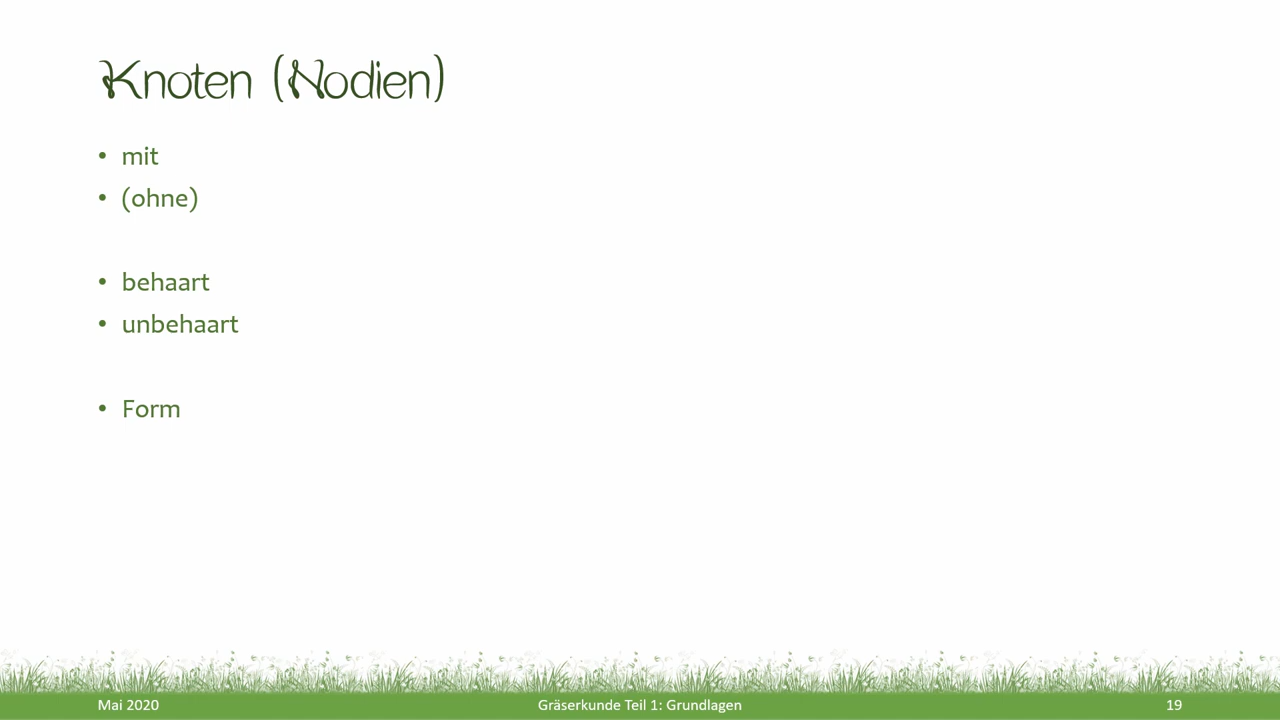 Knoten (Nodien)
• mit
• (ohne)
• behaart
• unbehaart
• Form
Mai 2020 Gräserkunde Teil 1: Grundlagen 19